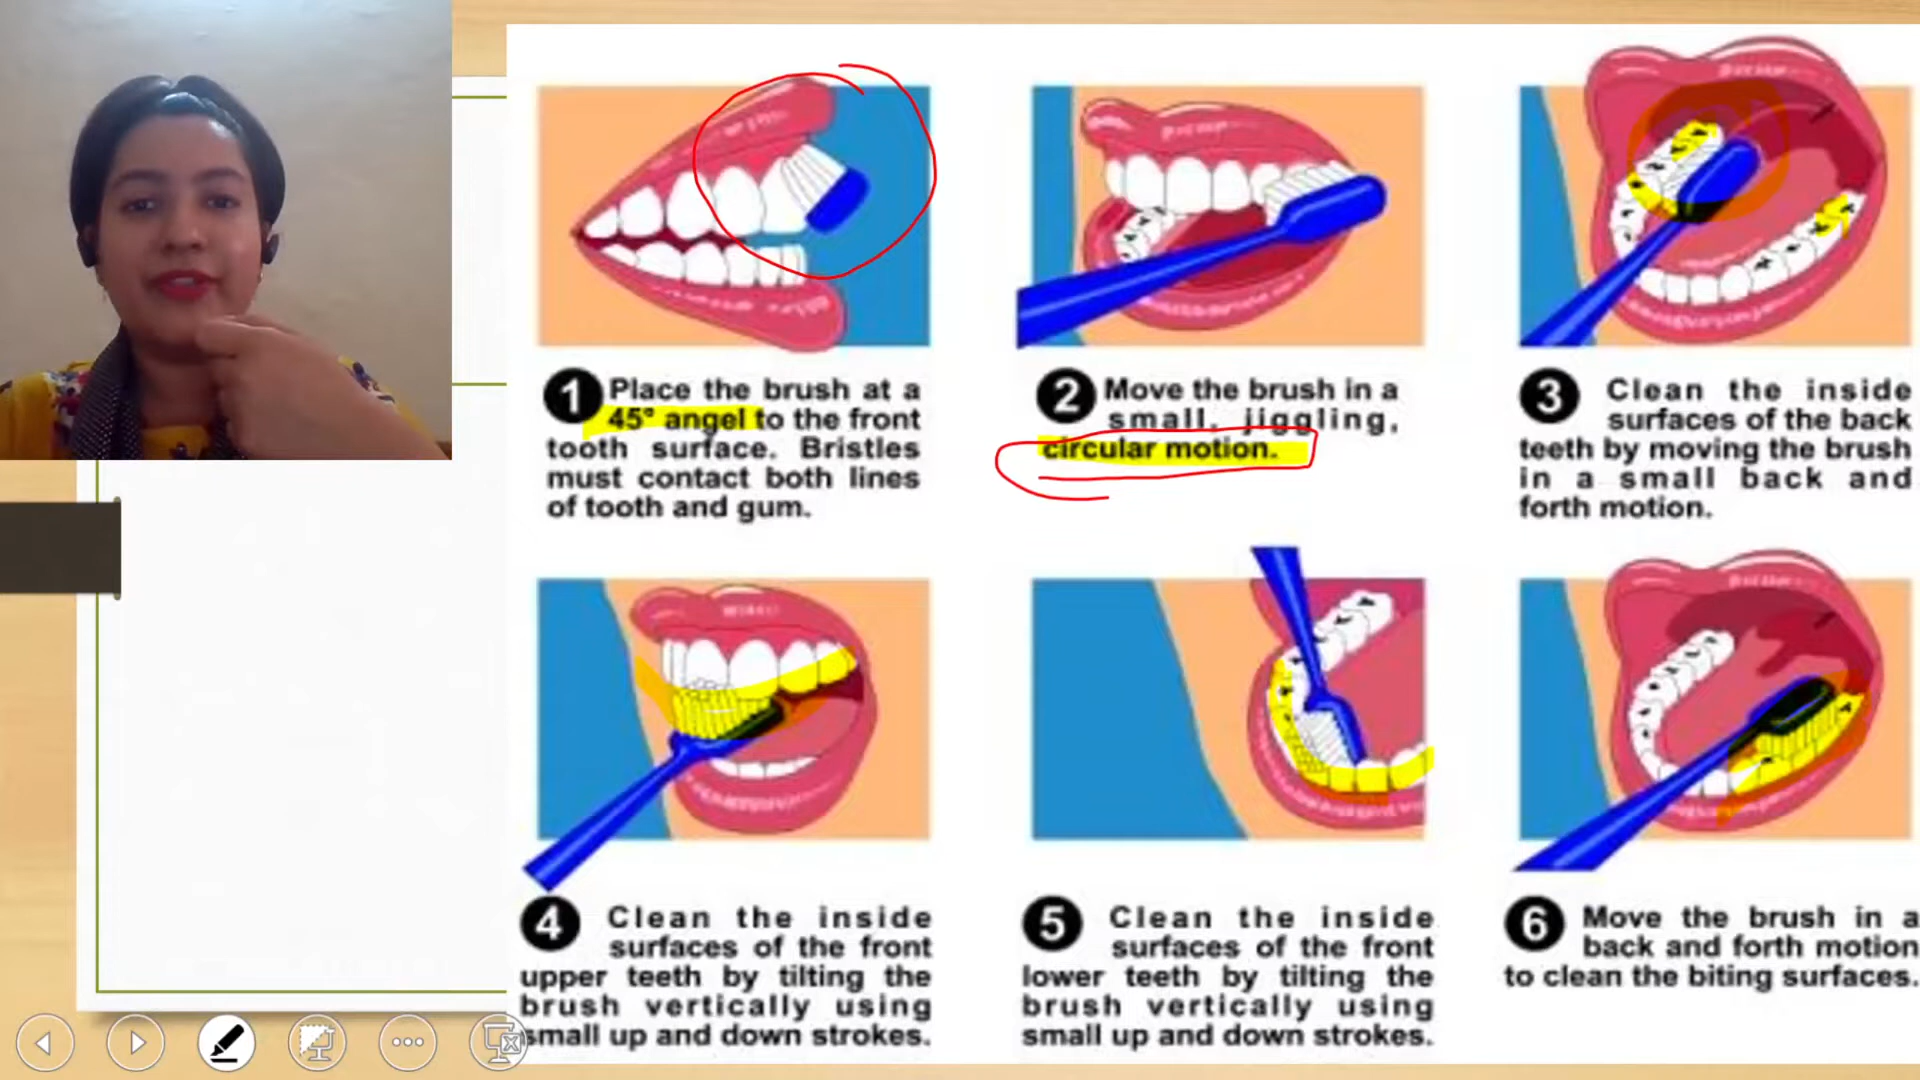 1 Place the brush at a
45° angel to the front
tooth surface. Bristles
must contact both lines
of tooth and gum.
2 Move the brush in a
small, jiggling,
circular motion.
3 Clean the inside
surfaces of the back
teeth by moving the brush
in a small back and
forth motion.
4 Clean the inside
surfaces of the front
upper teeth by tilting the
brush vertically using
small up and down strokes.
5 Clean the inside
surfaces of the front
lower teeth by tilting the
brush vertically using
small up and down strokes.
6 Move the brush in a
back and forth motion
to clean the biting surfaces.